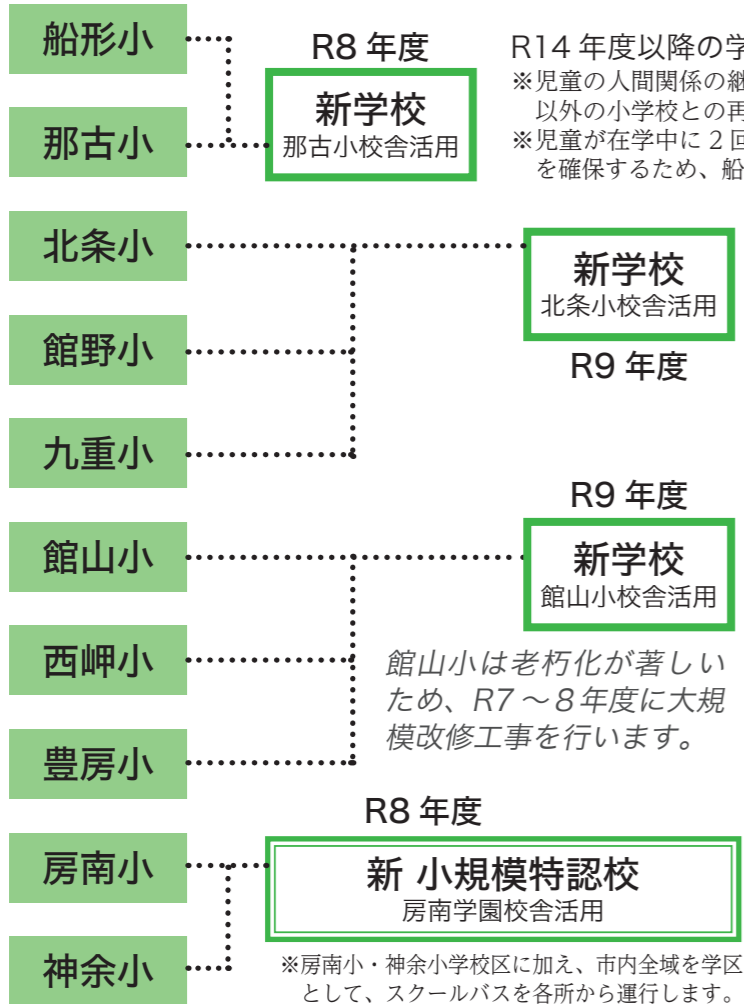 船形小
那古小
R8 年度
新学校
那古小校舎活用
R14 年度以降の学
※児童の人間関係の継
以外の小学校との再
※児童が在学中に 2 回
を確保するため、船
北条小
館野小
九重小
新学校
北条小校舎活用
R9 年度
館山小
西岬小
豊房小
R9 年度
新学校
館山小校舎活用
館山小は老朽化が著しい
ため、R7～8年度に大規
模改修工事を行います。
房南小
神余小
R8 年度
新 小規模特認校
房南学園校舎活用
※房南小・神余小学校区に加え、市内全域を学区
として、スクールバスを各所から運行します。